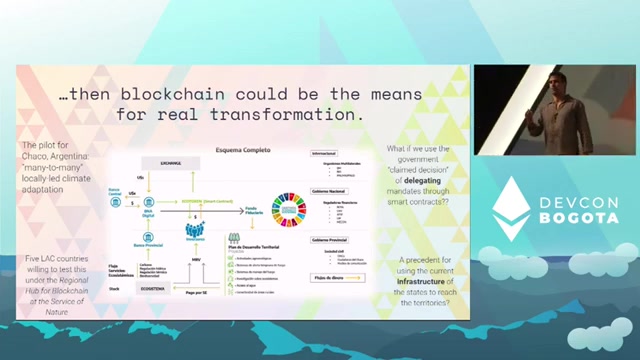 …then blockchain could be the means
for real transformation.
The pilot for
Chaco, Argentina:
"many-to-many"
locally-led climate
adaptation
Five LAC countries
willing to test this
under the Regional
Hub for Blockchain
at the Service of
Nature
Esquema Completo
EXCHANGE
U$s
Banco
Central
U$s
$
BNA
Digital
ECOTOKEN (Smart Contract)
Fondo
Fiduciario
Banco Provincial
MRV
Flujo
Servicios
Ecosistémicos
Stock
ECOSISTEMA
Pago por SE
Plan de Desarrollo Territorial
Internacional
Gobierno Nacional
Gobierno Provincial
Flujos de dinero
What if we use the
government
"claimed decision"
of delegating
mandates through
smart contracts??
A precedent for
using the current
infrastructure of
the states to reach
the territories?
DEVCON
BOGOTA